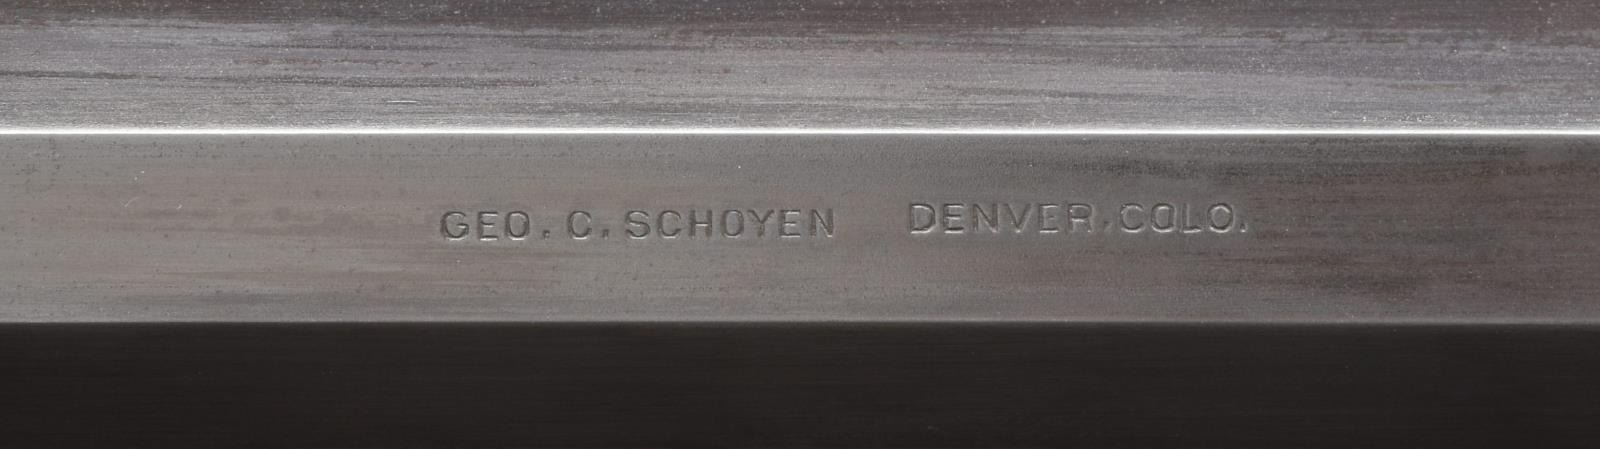 GEO. C. SCHOYEN DENVER, COLO.